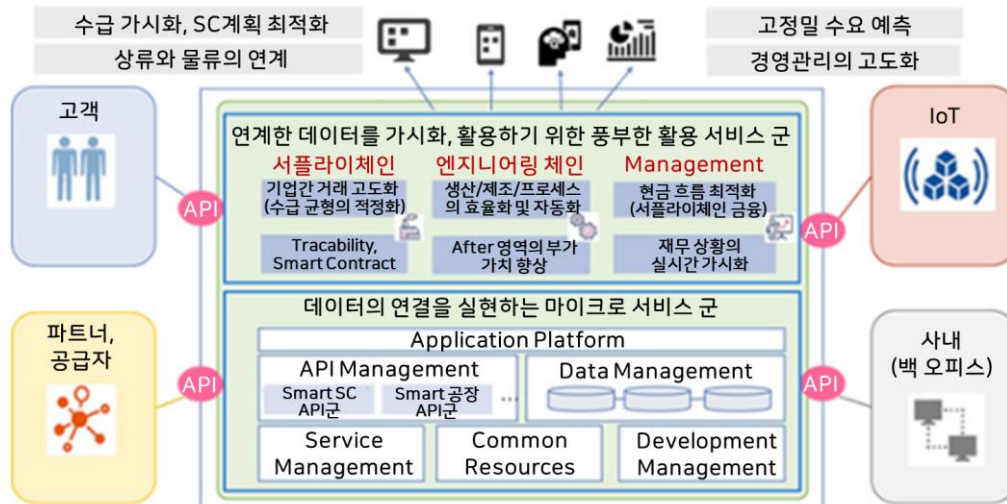 수급 가시화, SC계획 최적화
상류와 물류의 연계
고정밀 수요 예측
경영관리의 고도화
고객
IoT
API
API
연계한 데이터를 가시화, 활용하기 위한 풍부한 활용 서비스 군
서플라이체인
엔지니어링 체인
Management
기업간 거래 고도화
(수급 균형의 적정화)
생산/제조/프로세스
의 효율화 및 자동화
현금 흐름 최적화
(서플라이체인 금융)
Tracability,
Smart Contract
After 영역의 부가
가치 향상
재무 상황의
실시간 가시화
파트너,
공급자
사내
(백 오피스)
API
API
데이터의 연결을 실현하는 마이크로 서비스 군
Application Platform
API Management
Smart SC
API군
Smart 공장
API군
...
Data Management
Service
Management
Common
Resources
Development
Management